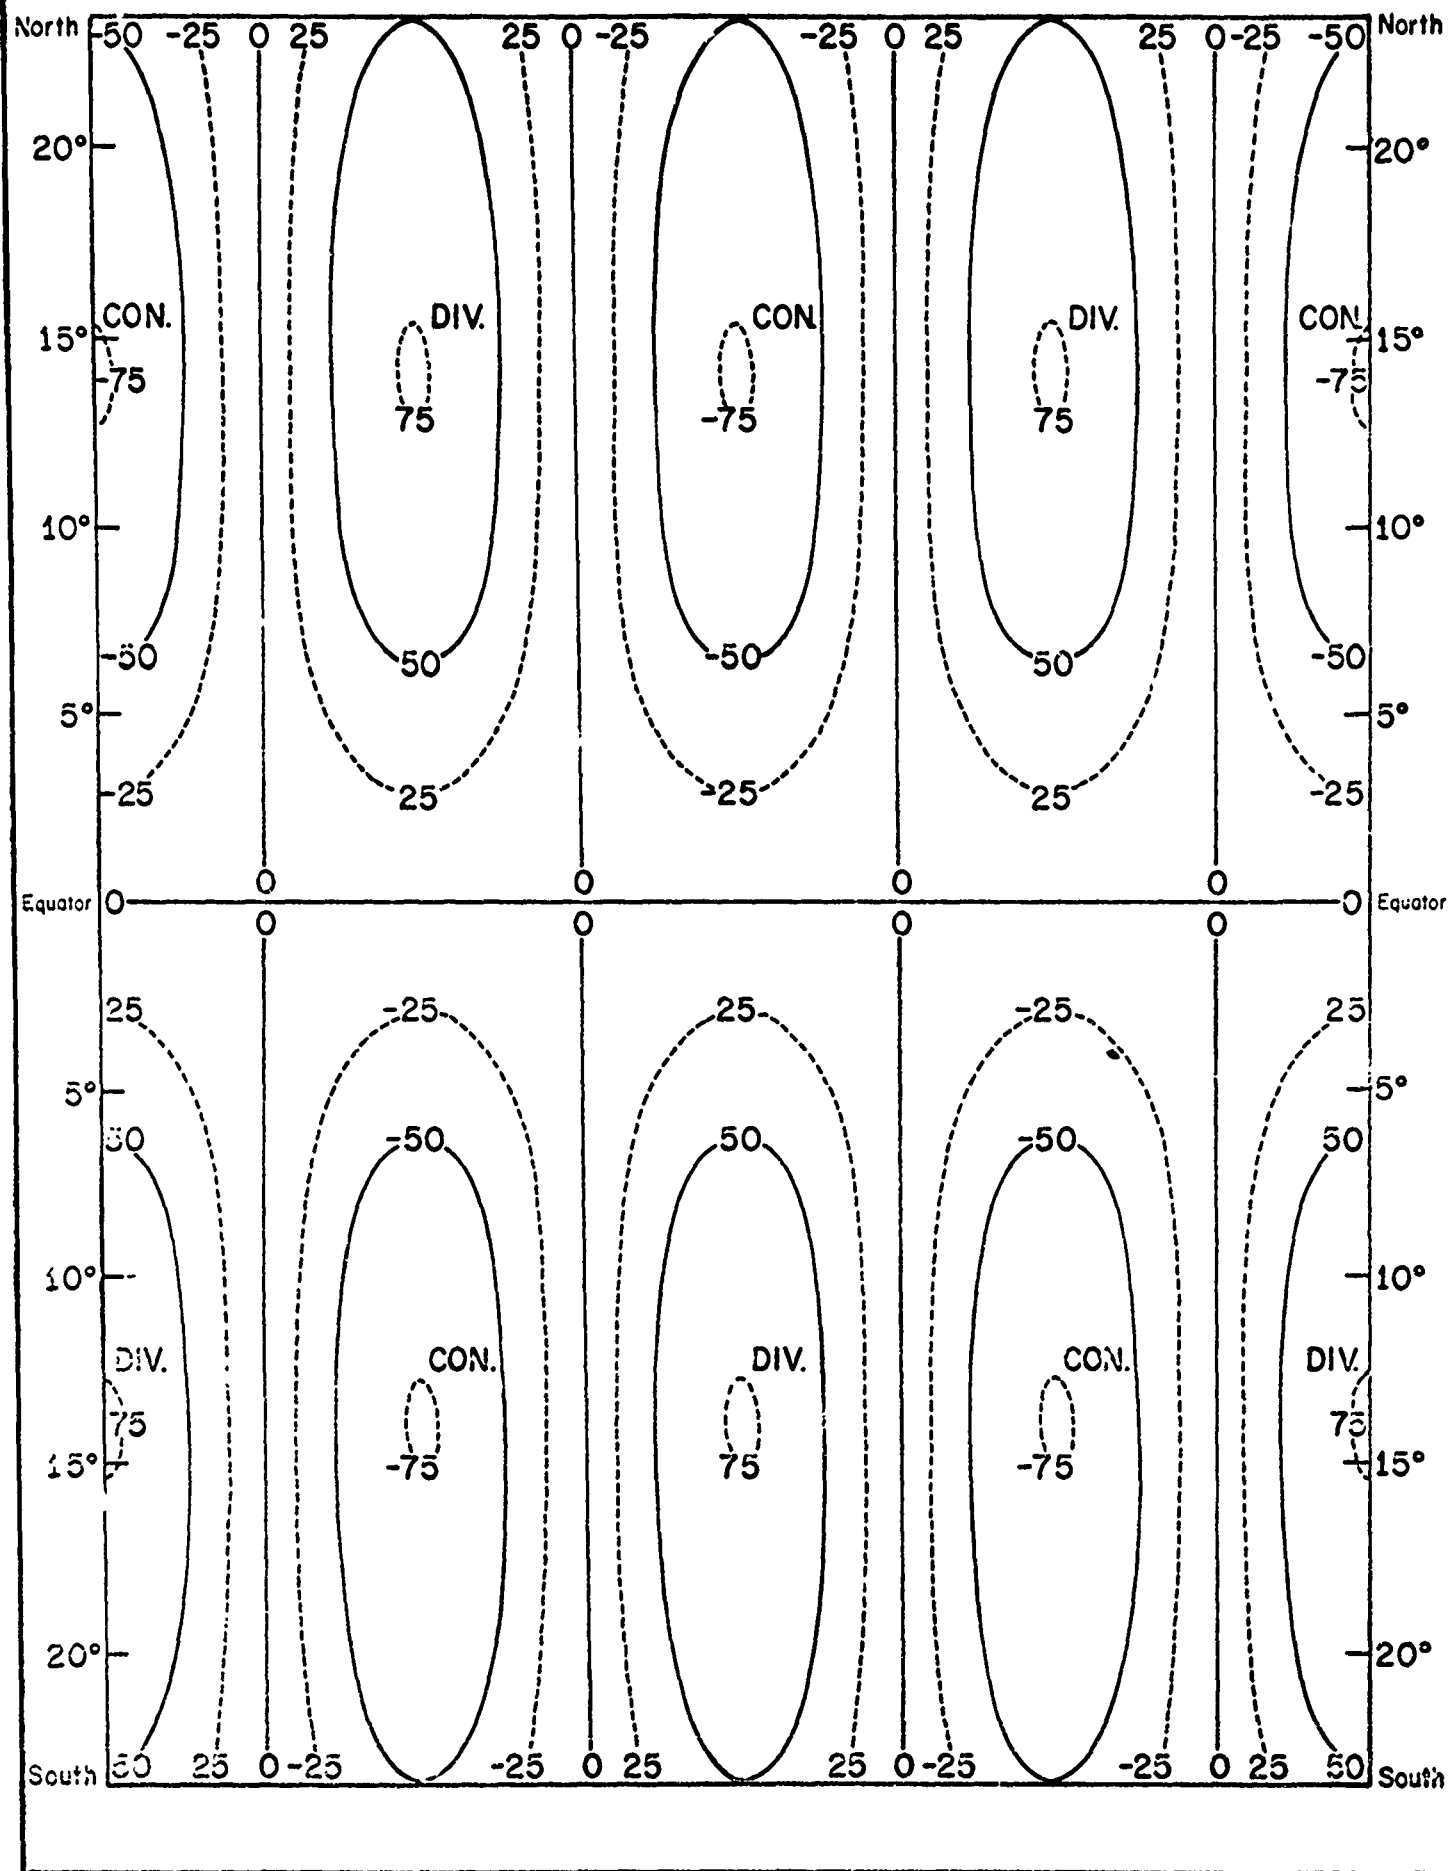 North -50 -25 0 25 25 0 -25 -25 0 25 25 0 -25 -50 North
20° 20°
CON. DIV. CON. DIV. CON.
15° 15°
-75 -75
75 -75 75
10° 10°
-50 50 -50 50 -50
5° 5°
-25 25 -25 25 -25
0 0 0 0
Equator 0 0 Equator
0 0 0 0
25 -25 25 -25 25
5° 5°
50 -50 50 -50 50
10° 10°
DIV. CON. DIV. CON. DIV.
75 75
15° -75 75 -75 15°
20° 20°
South 50 25 0 -25 -25 0 25 25 0 -25 -25 0 25 50 South